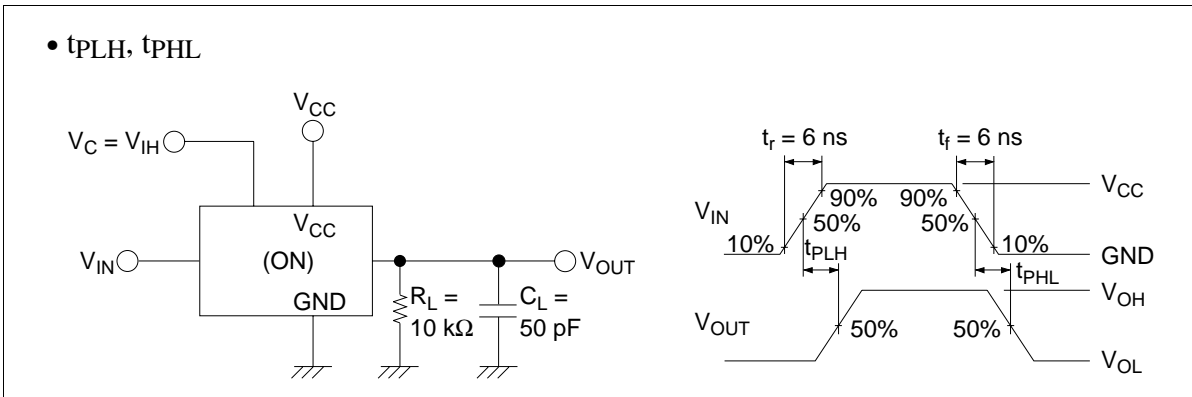 • tPLH, tPHL
VCC
VC = VIH
VCC
VIN
(ON)
VOUT
GND
RL =
10 kΩ
CL =
50 pF
tr = 6 ns
tf = 6 ns
VCC
90%
90%
VIN
50%
50%
10%
10%
GND
tPLH
tPHL
VOH
VOUT
50%
50%
VOL